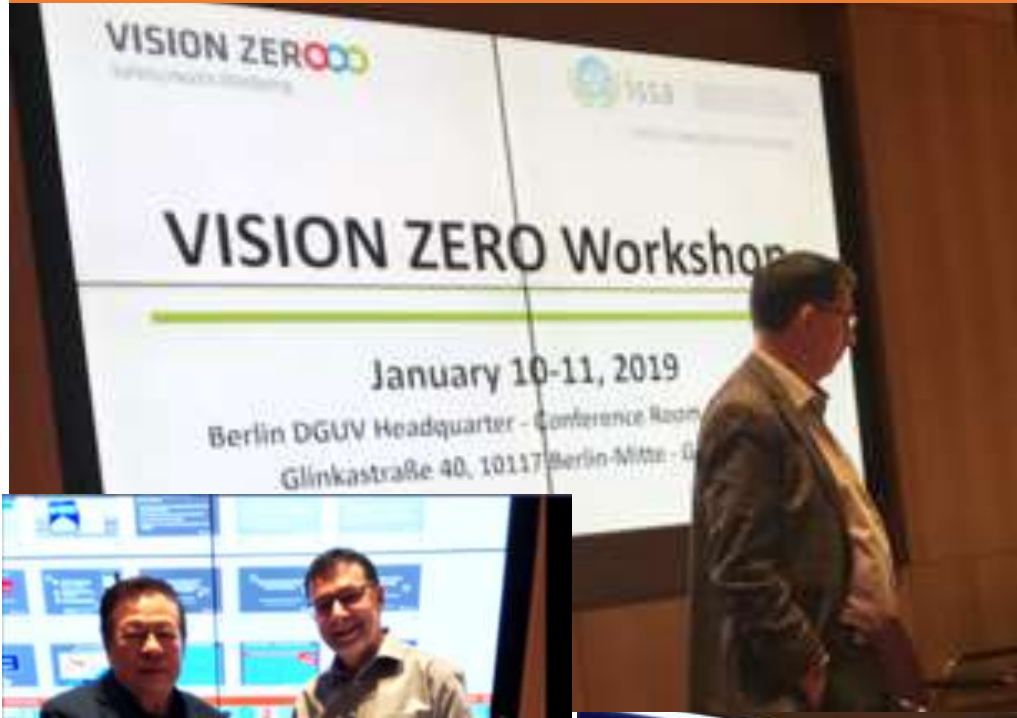 VISION ZERO
issa
VISION ZERO Workshop
January 10-11, 2019
Berlin DGUV Headquarter - Conference Room
Glinkastraße 40, 10117 Berlin-Mitte -